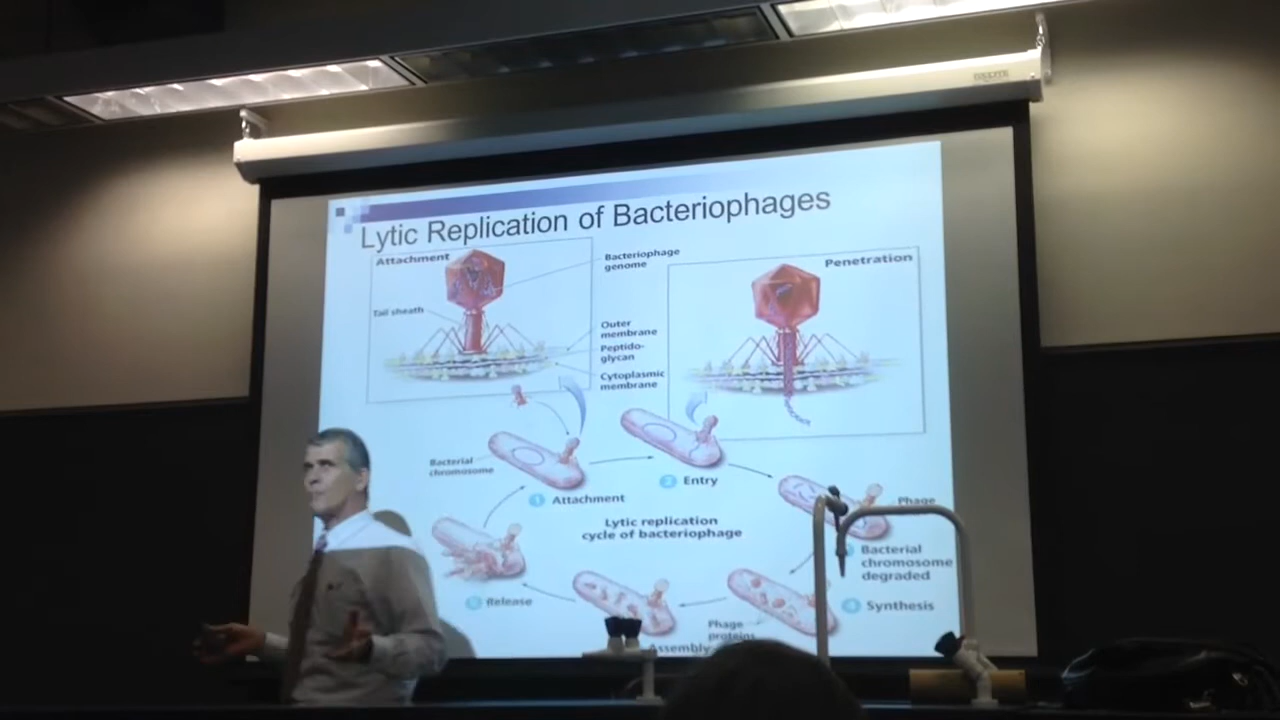 Lytic Replication of Bacteriophages
Attachment
Bacteriophage
genome
Penetration
Tail sheath
Outer
membrane
Peptido-
glycan
Cytoplasmic
membrane
Bacterial
chromosome
1 Attachment
2 Entry
Phage
Lytic replication
cycle of bacteriophage
Bacterial
chromosome
degraded
Release
4 Synthesis
Phage
proteins
Assembly